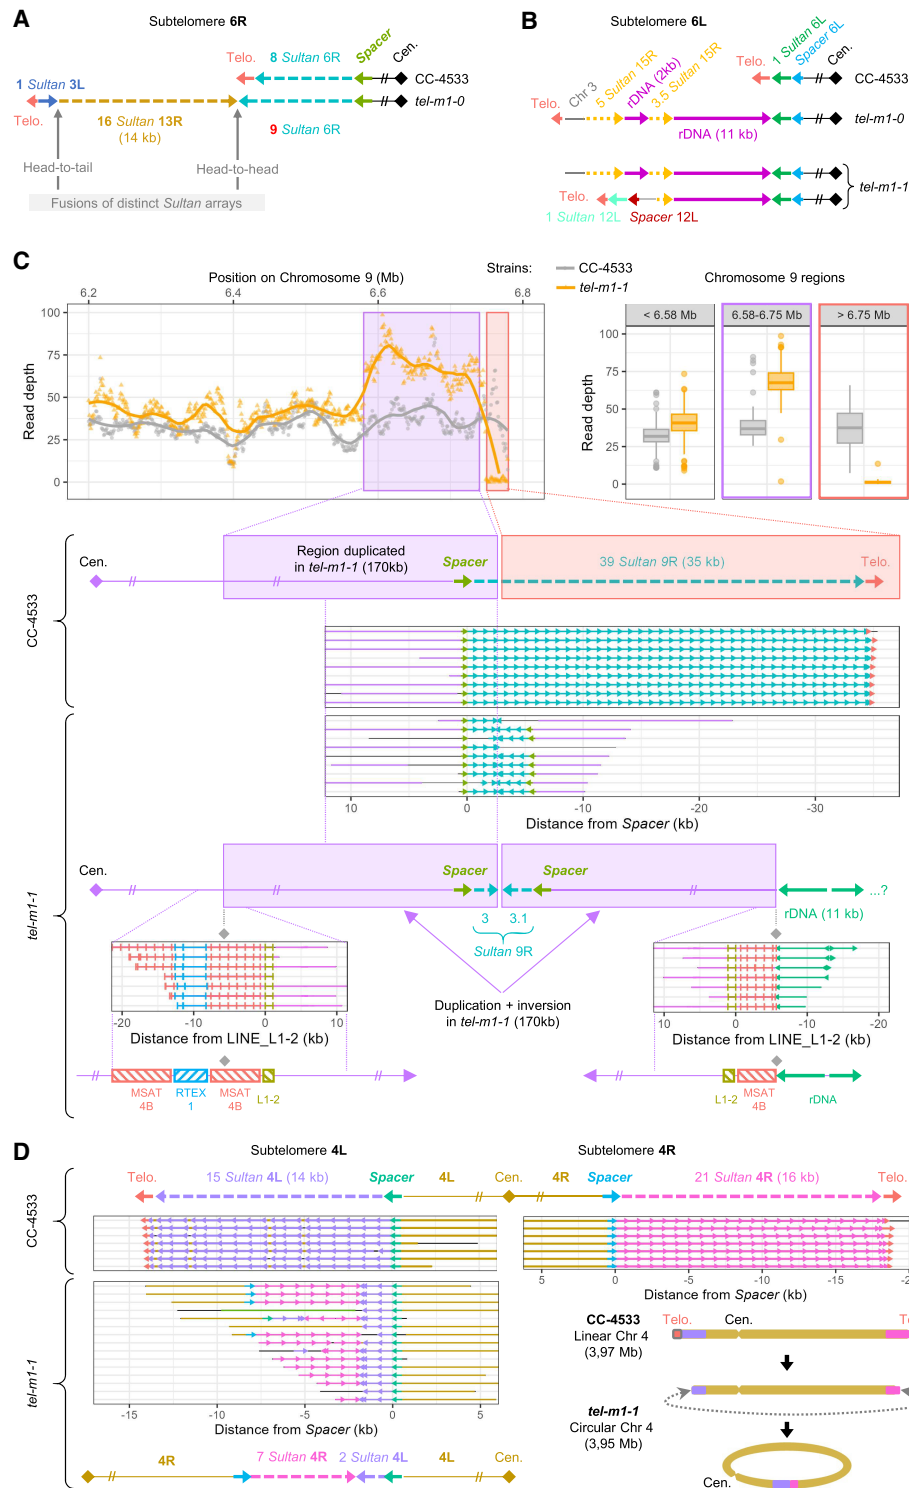 A
Subtelomere 6R
Telo.
8 Sultan 6R
Spacer
Cen.
CC-4533
1 Sultan 3L
tel-m1-0
Telo.
16 Sultan 13R
(14 kb)
9 Sultan 6R
Head-to-tail
Head-to-head
Fusions of distinct Sultan arrays
B
Subtelomere 6L
Telo.
1 Sultan 6L
Spacer 6L
Cen.
CC-4533
Telo.
Chr 3
5 Sultan 15R
rDNA (2kb)
3.5 Sultan 15R
tel-m1-0
rDNA (11 kb)
tel-m1-1
Telo.
1 Sultan 12L
Spacer 12L
C
Position on Chromosome 9 (Mb)
6.2
6.4
6.6
6.8
Strains:
CC-4533
tel-m1-1
Chromosome 9 regions
< 6.58 Mb
6.58-6.75 Mb
> 6.75 Mb
Read depth
100
75
50
25
0
Read depth
100
75
50
25
0
CC-4533
Cen.
Region duplicated
in tel-m1-1 (170kb)
Spacer
39 Sultan 9R (35 kb)
Telo.
10
0
-10
-20
-30
Distance from Spacer (kb)
tel-m1-1
Cen.
Spacer
Spacer
...?
rDNA (11 kb)
3
3.1
Sultan 9R
Duplication + inversion
in tel-m1-1 (170kb)
-20
-10
0
10
Distance from LINE_L1-2 (kb)
10
0
-10
-20
Distance from LINE_L1-2 (kb)
MSAT
4B
RTEX
1
MSAT
4B
L1-2
L1-2
MSAT
4B
rDNA
D
Subtelomere 4L
Subtelomere 4R
CC-4533
Telo.
15 Sultan 4L (14 kb)
Spacer
4L
Cen.
4R
Spacer
21 Sultan 4R (16 kb)
Telo.
5
0
-5
-10
-15
Distance from Spacer (kb)
tel-m1-1
-15
-10
-5
0
5
Distance from Spacer (kb)
4R
7 Sultan 4R
2 Sultan 4L
4L
Cen.
CC-4533
Linear Chr 4
(3,97 Mb)
Telo.
Cen.
tel-m1-1
Circular Chr 4
(3,95 Mb)
Cen.